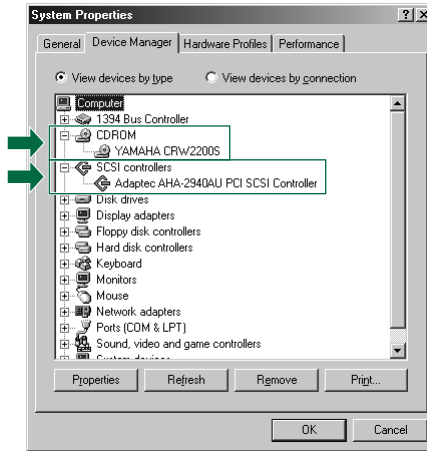 System Properties
General Device Manager Hardware Profiles Performance
View devices by type View devices by connection
Computer
1394 Bus Controller
CDROM
YAMAHA CRW2200S
SCSI controllers
Adaptec AHA-2940AU PCI SCSI Controller
Disk drives
Display adapters
Floppy disk controllers
Hard disk controllers
Keyboard
Monitors
Mouse
Network adapters
Ports (COM & LPT)
Sound, video and game controllers
System devices
Properties Refresh Remove Print...
OK Cancel